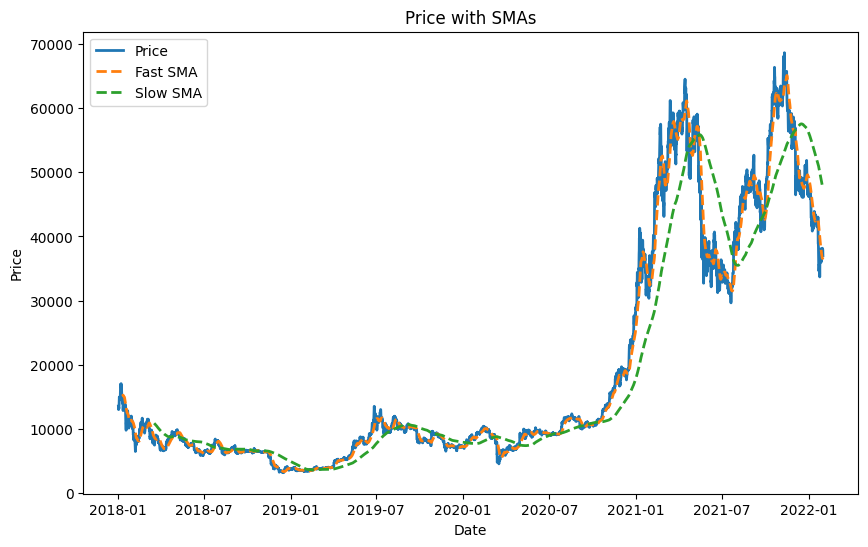 Price with SMAs
Price
Fast SMA
Slow SMA
70000
60000
50000
40000
30000
20000
10000
0
Price
2018-01
2018-07
2019-01
2019-07
2020-01
2020-07
2021-01
2021-07
2022-01
Date